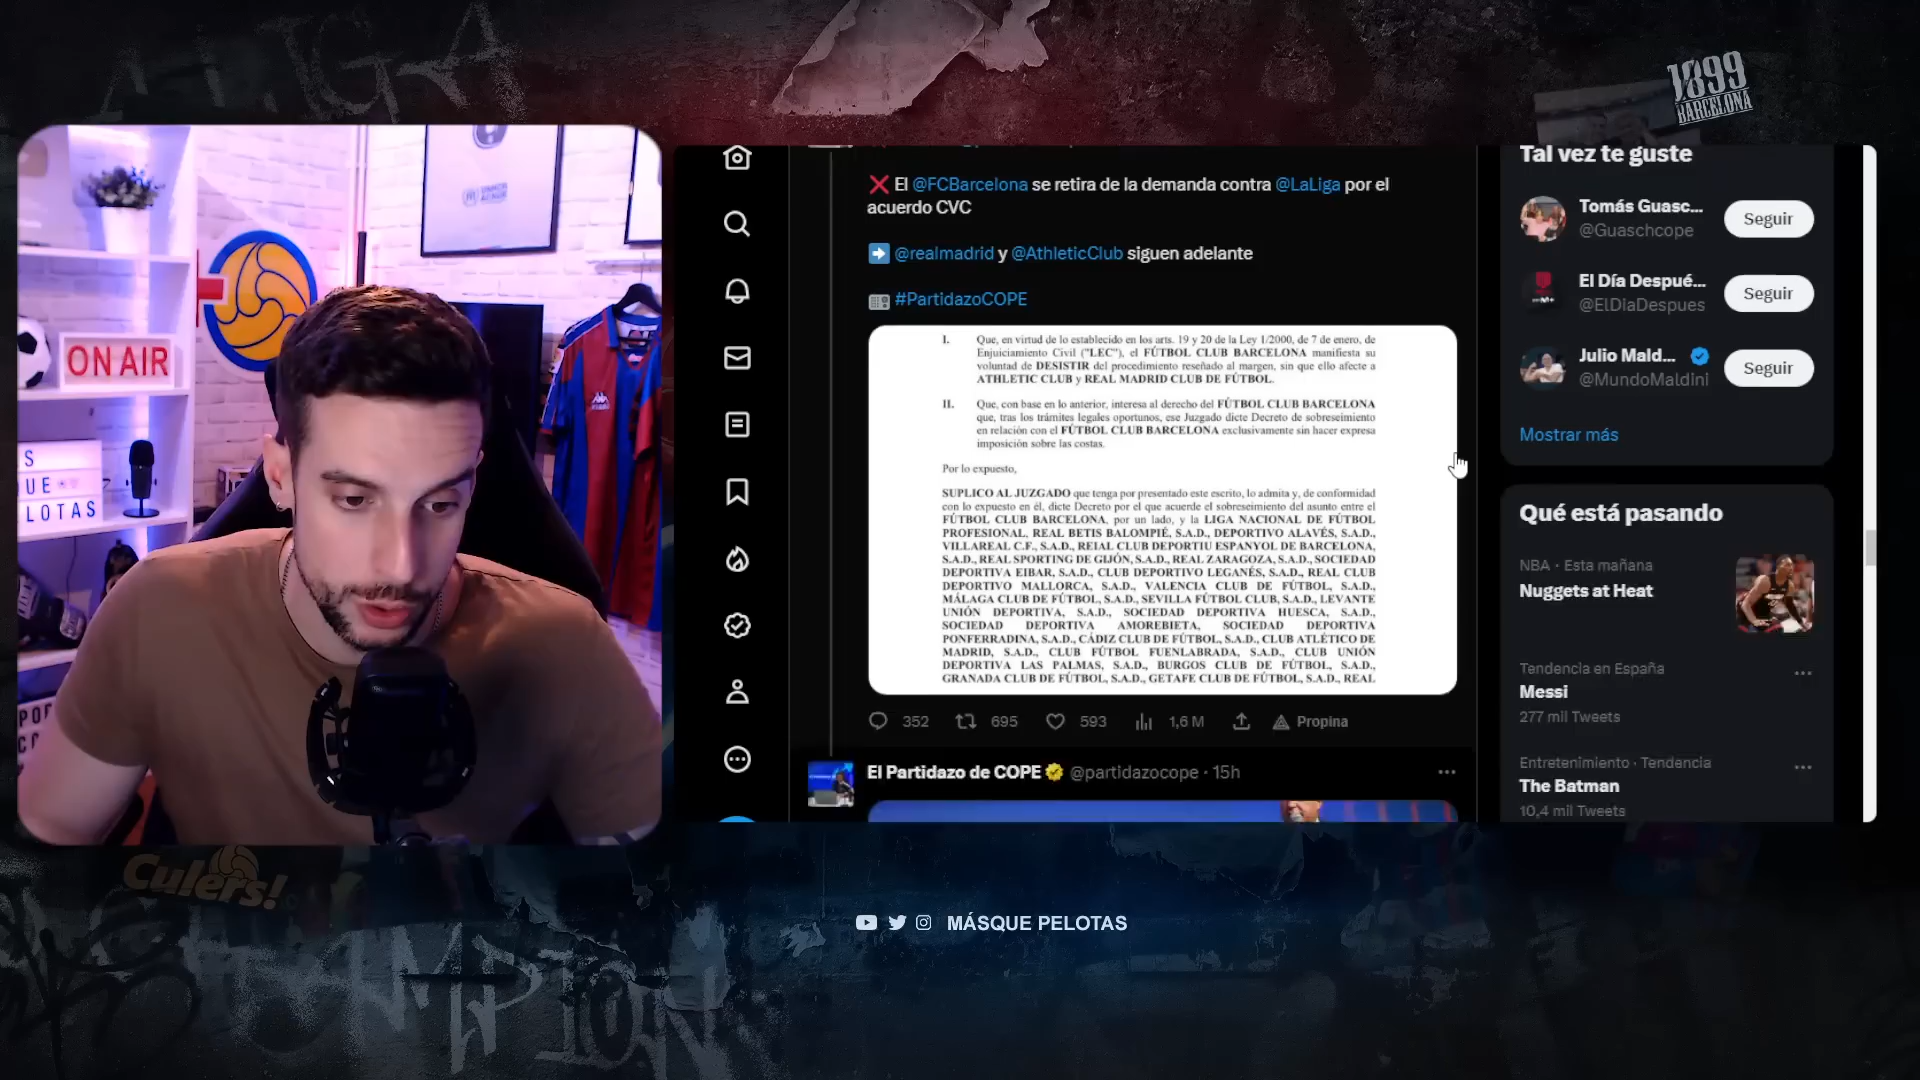 1899
BARCELONA
ON AIR
S
UE
LOTAS
Culers!
❌ El @FCBarcelona se retira de la demanda contra @LaLiga por el
acuerdo CVC
➡ @realmadrid y @AthleticClub siguen adelante
#PartidazoCOPE
I. Que, en virtud de lo establecido en los arts. 19 y 20 de la Ley 1/2000, de 7 de enero, de
Enjuiciamiento Civil ("LEC"), el FÚTBOL CLUB BARCELONA manifiesta su
voluntad de DESISTIR del procedimiento reseñado al margen, sin que ello afecte a
ATHLETIC CLUB y REAL MADRID CLUB DE FÚTBOL.
II. Que, con base en lo anterior, interesa al derecho del FÚTBOL CLUB BARCELONA
que, tras los trámites legales oportunos, ese Juzgado dicte Decreto de sobreseimiento
en relación con el FÚTBOL CLUB BARCELONA exclusivamente sin hacer expresa
imposición sobre las costas.
Por lo expuesto,
SUPLICO AL JUZGADO que tenga por presentado este escrito, lo admita y, de conformidad
con lo expuesto en él, dicte Decreto por el que acuerde el sobreseimiento del asunto entre el
FÚTBOL CLUB BARCELONA, por un lado, y la LIGA NACIONAL DE FÚTBOL
PROFESIONAL, REAL BETIS BALOMPIÉ, S.A.D., DEPORTIVO ALAVÉS, S.A.D.,
VILLAREAL C.F., S.A.D., REIAL CLUB DEPORTIU ESPANYOL DE BARCELONA,
S.A.D., REAL SPORTING DE GIJÓN, S.A.D., REAL ZARAGOZA, S.A.D., SOCIEDAD
DEPORTIVA EIBAR, S.A.D., CLUB DEPORTIVO LEGANÉS, S.A.D., REAL CLUB
DEPORTIVO MALLORCA, S.A.D., VALENCIA CLUB DE FÚTBOL, S.A.D.,
MÁLAGA CLUB DE FÚTBOL, S.A.D., SEVILLA FÚTBOL CLUB, S.A.D., LEVANTE
UNIÓN DEPORTIVA, S.A.D., SOCIEDAD DEPORTIVA HUESCA, S.A.D.,
SOCIEDAD DEPORTIVA AMOREBIETA, SOCIEDAD DEPORTIVA
PONFERRADINA, S.A.D., CÁDIZ CLUB DE FÚTBOL, S.A.D., CLUB ATLÉTICO DE
MADRID, S.A.D., CLUB FÚTBOL FUENLABRADA, S.A.D., CLUB UNIÓN
DEPORTIVA LAS PALMAS, S.A.D., BURGOS CLUB DE FÚTBOL, S.A.D.,
GRANADA CLUB DE FÚTBOL, S.A.D., GETAFE CLUB DE FÚTBOL, S.A.D., REAL
352 695 593 1,6 M Propina
El Partidazo de COPE @partidazocope · 15h
Tal vez te guste
Tomás Guasc...
@Guaschcope
Seguir
El Día Despué...
@ElDiaDespues
Seguir
Julio Mald...
@MundoMaldini
Seguir
Mostrar más
Qué está pasando
NBA · Esta mañana
Nuggets at Heat
Tendencia en España
Messi
277 mil Tweets
Entretenimiento · Tendencia
The Batman
10,4 mil Tweets
MÁSQUE PELOTAS